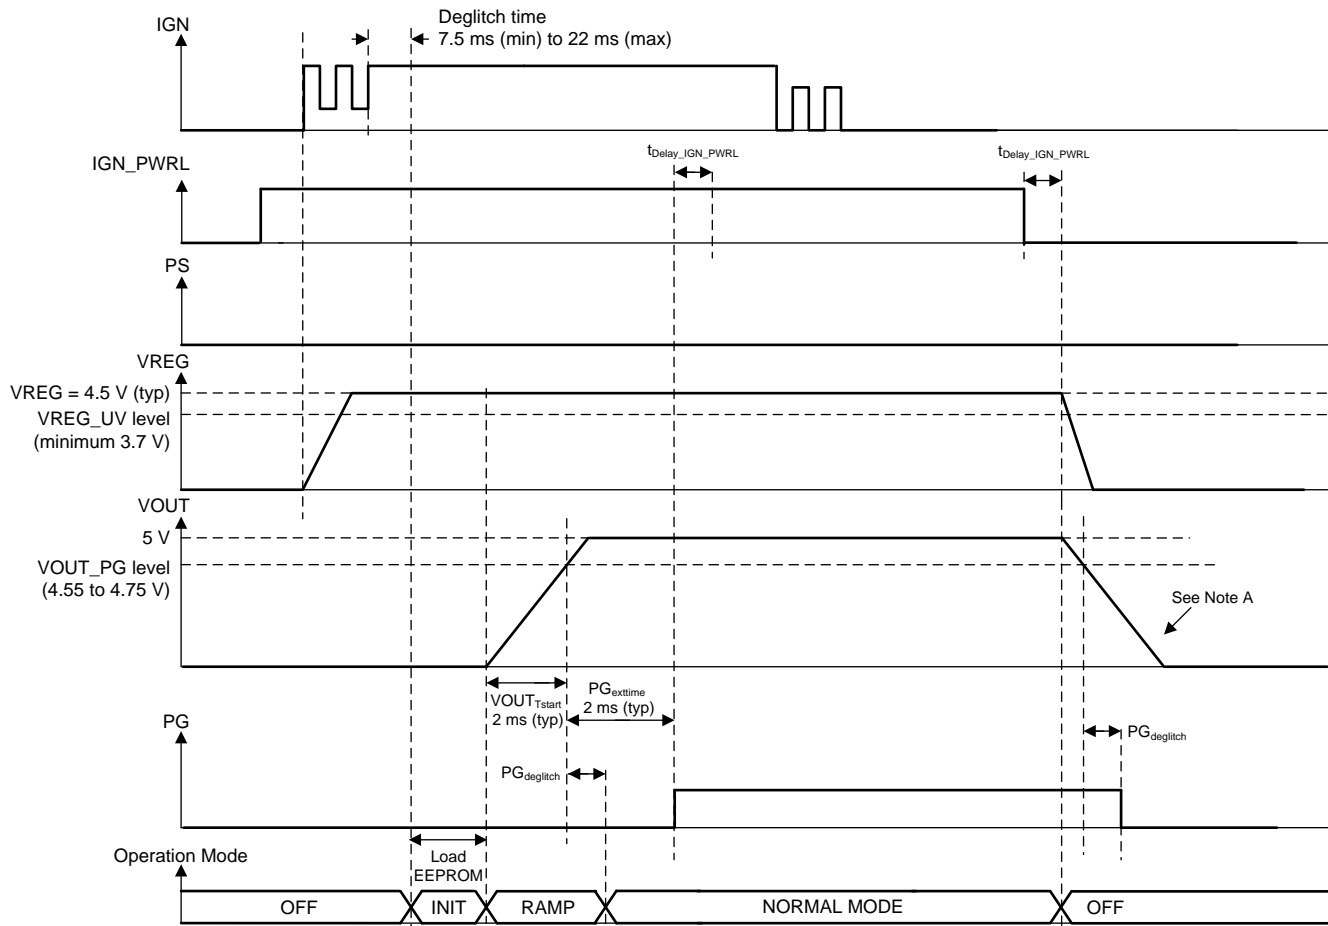 IGN
Deglitch time
7.5 ms (min) to 22 ms (max)
IGN_PWRL
tDelay_IGN_PWRL
tDelay_IGN_PWRL
PS
VREG
VREG = 4.5 V (typ)
VREG_UV level
(minimum 3.7 V)
VOUT
5 V
VOUT_PG level
(4.55 to 4.75 V)
See Note A
VOUTTstart
2 ms (typ)
PGexttime
2 ms (typ)
PG
PGdeglitch
PGdeglitch
Operation Mode
Load
EEPROM
OFF
INIT
RAMP
NORMAL MODE
OFF